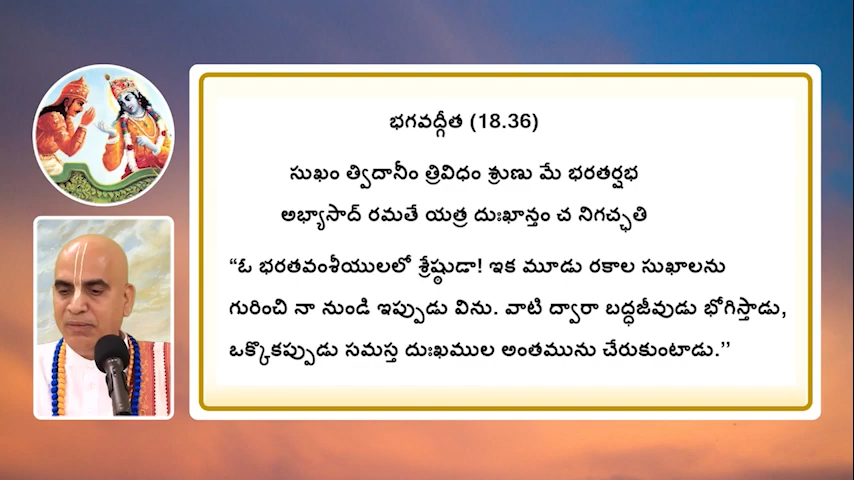 భగవద్గీత (18.36)
సుఖం త్విదానీం త్రివిధం శ్రుణు మే భరతర్షభ
అభ్యాసాద్ రమతే యత్ర దుఃఖాన్తం చ నిగచ్ఛతి
“ఓ భరతవంశీయులలో శ్రేష్ఠుడా! ఇక మూడు రకాల సుఖాలను
గురించి నా నుండి ఇప్పుడు విను. వాటి ద్వారా బద్ధజీవుడు భోగిస్తాడు,
ఒక్కొకప్పుడు సమస్త దుఃఖముల అంతమును చేరుకుంటాడు.’’